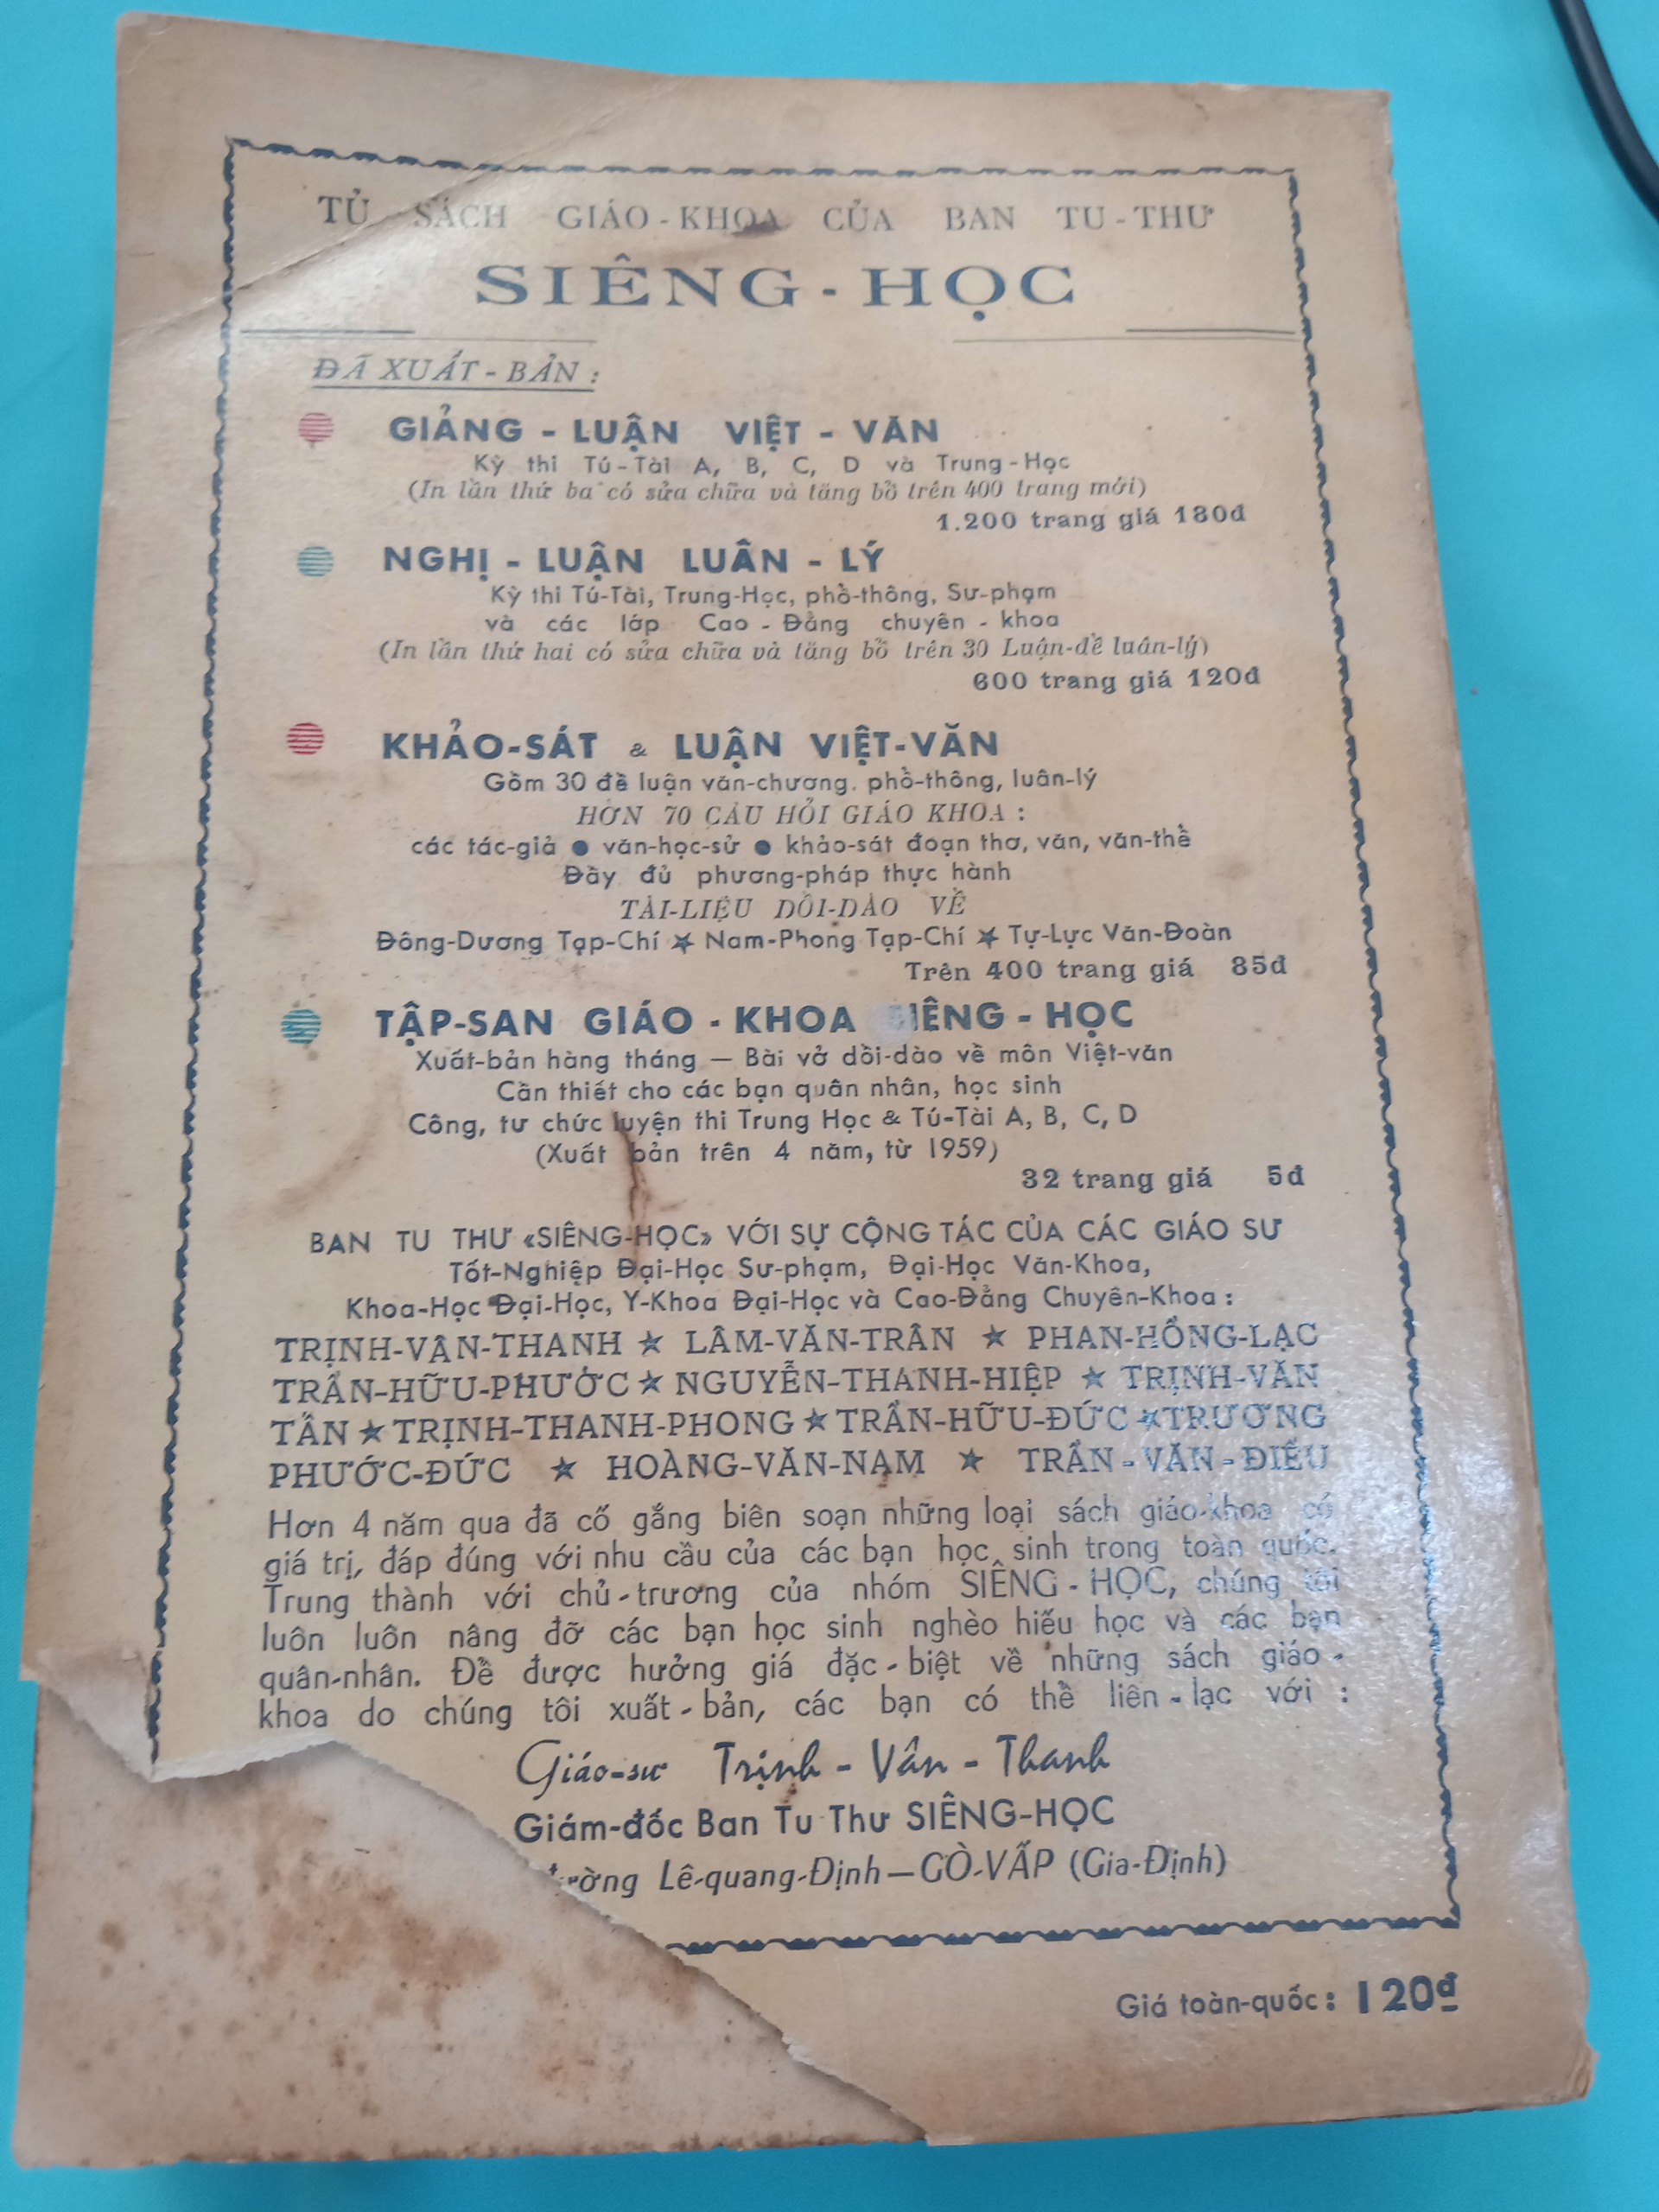 TỦ SÁCH GIÁO-KHOA CỦA BAN TU-THƯ
SIÊNG-HỌC
ĐÃ XUẤT-BẢN :
GIẢNG - LUẬN VIỆT - VĂN
Kỳ thi Tú-Tài A, B, C, D và Trung-Học
(In lần thứ ba có sửa chữa và tăng bổ trên 400 trang mới)
1.200 trang giá 180đ
NGHỊ - LUẬN LUÂN - LÝ
Kỳ thi Tú-Tài, Trung-Học, phổ-thông, Sư-phạm
và các lớp Cao - Đẳng chuyên - khoa
(In lần thứ hai có sửa chữa và tăng bổ trên 30 Luận-đề luân-lý)
600 trang giá 120đ
KHẢO-SÁT & LUẬN VIỆT-VĂN
Gồm 30 đề luận văn-chương, phổ-thông, luân-lý
HƠN 70 CÂU HỎI GIÁO KHOA :
các tác-giả ● văn-học-sử ● khảo-sát đoạn thơ, văn, văn-thể
Đầy đủ phương-pháp thực hành
TÀI-LIỆU DỒI-DÀO VỀ
Đông-Dương Tạp-Chí ★ Nam-Phong Tạp-Chí ★ Tự-Lực Văn-Đoàn
Trên 400 trang giá 85đ
TẬP-SAN GIÁO - KHOA SIÊNG - HỌC
Xuất-bản hàng tháng — Bài vở dồi-dào về môn Việt-văn
Cần thiết cho các bạn quân nhân, học sinh
Công, tư chức luyện thi Trung Học & Tú-Tài A, B, C, D
(Xuất bản trên 4 năm, từ 1959)
32 trang giá 5đ
BAN TU THƯ «SIÊNG-HỌC» VỚI SỰ CỘNG TÁC CỦA CÁC GIÁO SƯ
Tốt-Nghiệp Đại-Học Sư-phạm, Đại-Học Văn-Khoa,
Khoa-Học Đại-Học, Y-Khoa Đại-Học và Cao-Đẳng Chuyên-Khoa :
TRỊNH-VÂN-THANH ★ LÂM-VĂN-TRÂN ★ PHAN-HỒNG-LẠC
TRẦN-HỮU-PHƯỚC ★ NGUYỄN-THANH-HIỆP ★ TRỊNH-VĂN
TẤN ★ TRỊNH-THANH-PHONG ★ TRẦN-HỮU-ĐỨC ★ TRƯƠNG
PHƯỚC-ĐỨC ★ HOÀNG-VĂN-NAM ★ TRẦN - VĂN - ĐIỀU
Hơn 4 năm qua đã cố gắng biên soạn những loại sách giáo-khoa có
giá trị, đáp đúng với nhu cầu của các bạn học sinh trong toàn quốc.
Trung thành với chủ-trương của nhóm SIÊNG - HỌC, chúng tôi
luôn luôn nâng đỡ các bạn học sinh nghèo hiếu học và các bạn
quân-nhân. Để được hưởng giá đặc-biệt về những sách giáo-
khoa do chúng tôi xuất-bản, các bạn có thể liên-lạc với :
Giáo-sư Trịnh - Vân - Thanh
Giám-đốc Ban Tu Thư SIÊNG-HỌC
Lê-quang-Định — GÒ-VẤP (Gia-Định)
Giá toàn-quốc : 120đ